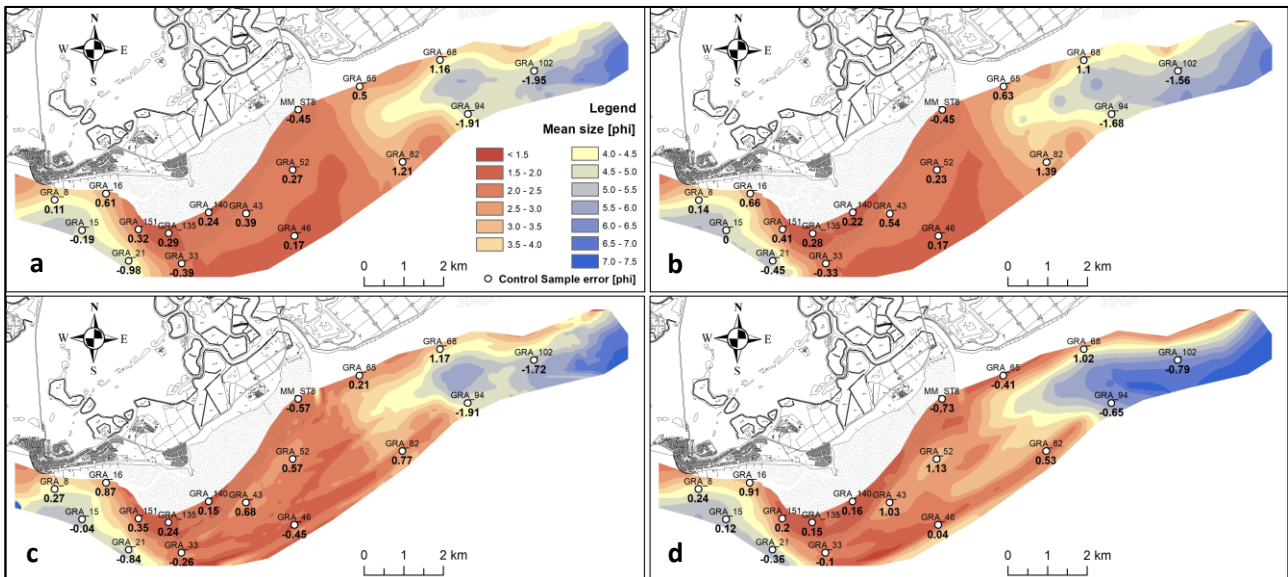 N
W E
S
GRA_68
1.16
GRA_102
-1.95
GRA_65
0.5
MM_ST8
-0.45
GRA_94
-1.91
GRA_82
1.21
GRA_52
0.27
GRA_8
0.11
GRA_16
0.61
GRA_15
-0.19
GRA_151
0.32
GRA_135
0.29
GRA_140
0.24
GRA_43
0.39
GRA_46
0.17
GRA_21
-0.98
GRA_33
-0.39
Legend
Mean size [phi]
< 1.5
1.5 - 2.0
2.0 - 2.5
2.5 - 3.0
3.0 - 3.5
3.5 - 4.0
4.0 - 4.5
4.5 - 5.0
5.0 - 5.5
5.5 - 6.0
6.0 - 6.5
6.5 - 7.0
7.0 - 7.5
Control Sample error [phi]
0 1 2 km
a
N
W E
S
GRA_68
1.1
GRA_102
-1.56
GRA_65
0.63
MM_ST8
-0.45
GRA_94
-1.68
GRA_82
1.39
GRA_52
0.23
GRA_8
0.14
GRA_16
0.66
GRA_15
0
GRA_151
0.41
GRA_135
0.28
GRA_140
0.22
GRA_43
0.54
GRA_46
0.17
GRA_21
-0.45
GRA_33
-0.33
0 1 2 km
b
N
W E
S
GRA_68
1.17
GRA_102
-1.72
GRA_65
0.21
MM_ST8
-0.57
GRA_94
-1.91
GRA_82
0.77
GRA_52
0.57
GRA_8
0.27
GRA_16
0.87
GRA_15
-0.04
GRA_151
0.35
GRA_135
0.24
GRA_140
0.15
GRA_43
0.68
GRA_46
-0.45
GRA_21
-0.84
GRA_33
-0.26
0 1 2 km
c
N
W E
S
GRA_68
1.02
GRA_102
-0.79
GRA_65
-0.41
MM_ST8
-0.73
GRA_94
-0.65
GRA_82
0.53
GRA_52
1.13
GRA_8
0.24
GRA_16
0.91
GRA_15
0.12
GRA_151
0.2
GRA_135
0.15
GRA_140
0.16
GRA_43
1.03
GRA_46
0.04
GRA_21
-0.36
GRA_33
-0.1
0 1 2 km
d